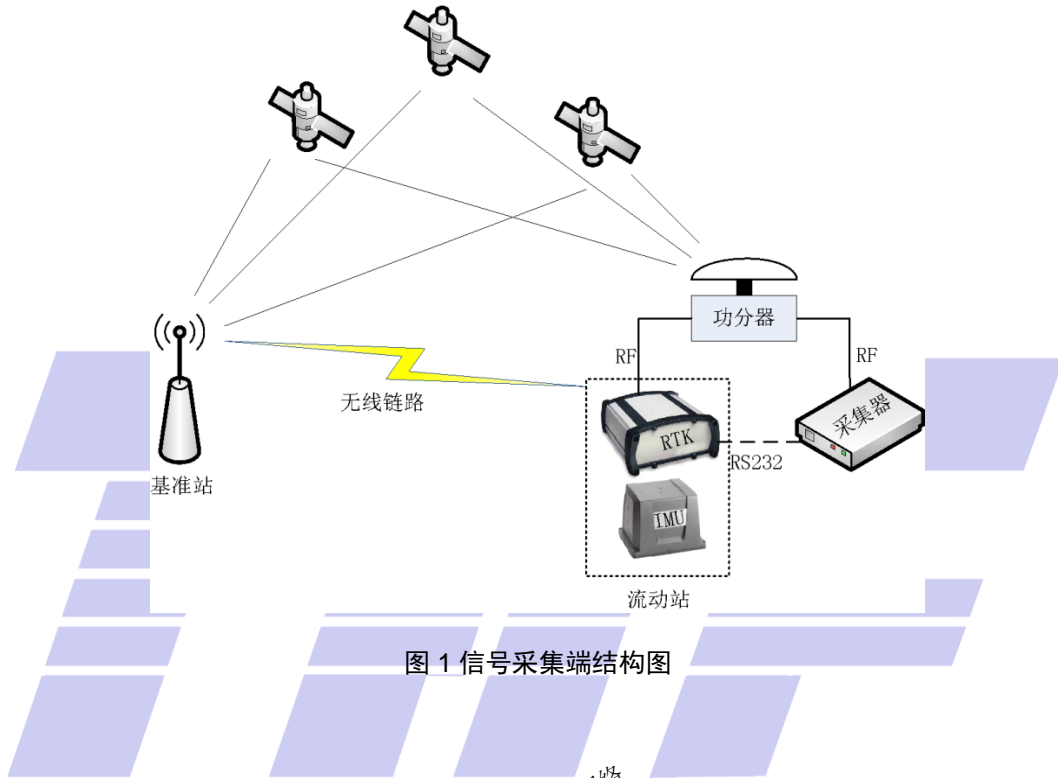 功分器
RF
RF
无线链路
采集器
RTK
RS232
基准站
IMU
流动站
图 1 信号采集端结构图